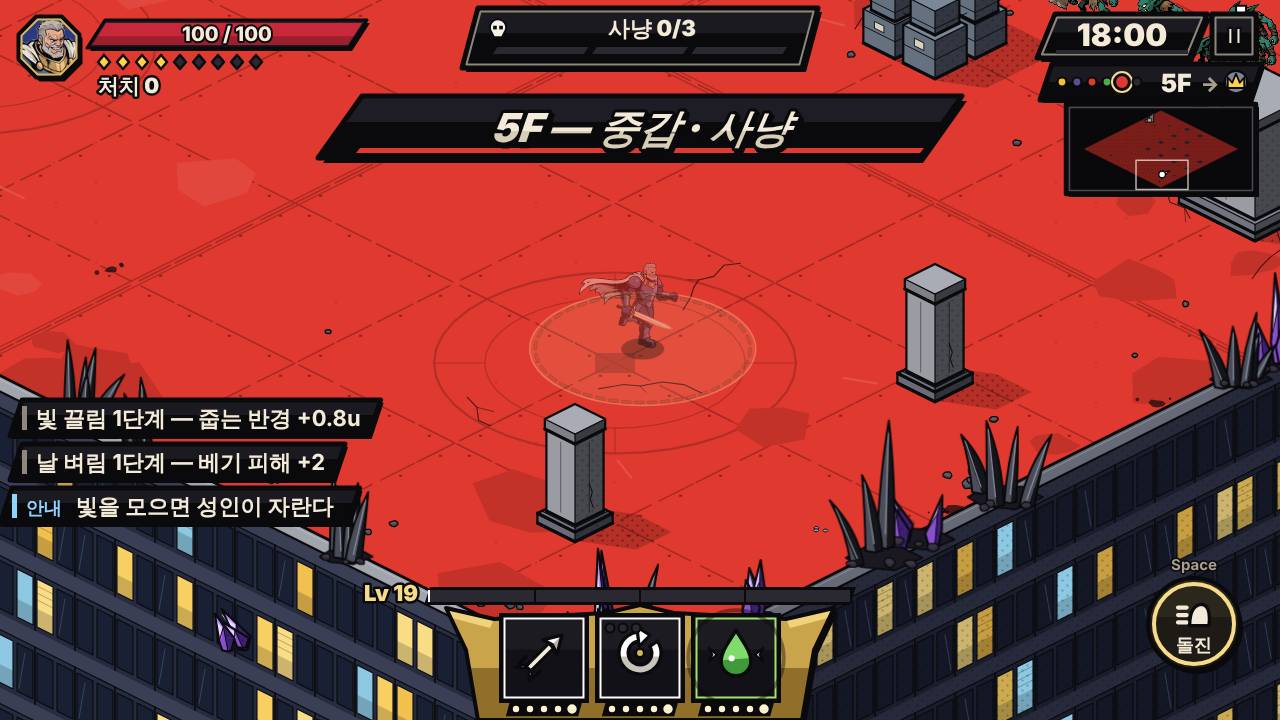 100 / 100
처치 0
사냥 0/3
18:00
5F
5F — 중갑 · 사냥
빛 끌림 1단계 — 줍는 반경 +0.8u
날 벼림 1단계 — 베기 피해 +2
안내 빛을 모으면 성인이 자란다
Lv 19
Space
돌진